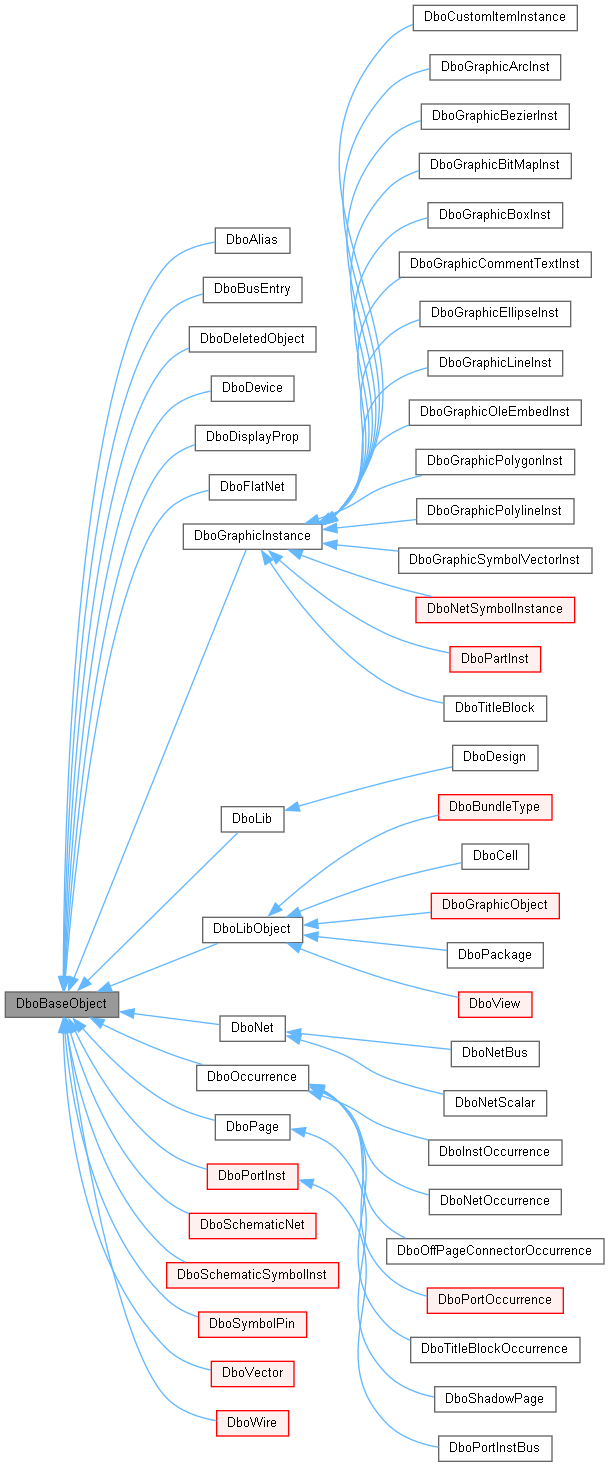 DboCustomItemInstance
DboGraphicArcInst
DboGraphicBezierInst
DboGraphicBitMapInst
DboGraphicBoxInst
DboAlias
DboGraphicCommentTextInst
DboBusEntry
DboGraphicEllipseInst
DboDeletedObject
DboGraphicLineInst
DboDevice
DboGraphicOleEmbedInst
DboDisplayProp
DboGraphicPolygonInst
DboFlatNet
DboGraphicPolylineInst
DboGraphicInstance
DboGraphicSymbolVectorInst
DboNetSymbolInstance
DboPartInst
DboTitleBlock
DboDesign
DboBundleType
DboLib
DboCell
DboGraphicObject
DboLibObject
DboPackage
DboView
DboBaseObject
DboNet
DboNetBus
DboOccurrence
DboNetScalar
DboPage
DboInstOccurrence
DboPortInst
DboNetOccurrence
DboSchematicNet
DboOffPageConnectorOccurrence
DboSchematicSymbolInst
DboPortOccurrence
DboSymbolPin
DboTitleBlockOccurrence
DboVector
DboShadowPage
DboWire
DboPortInstBus